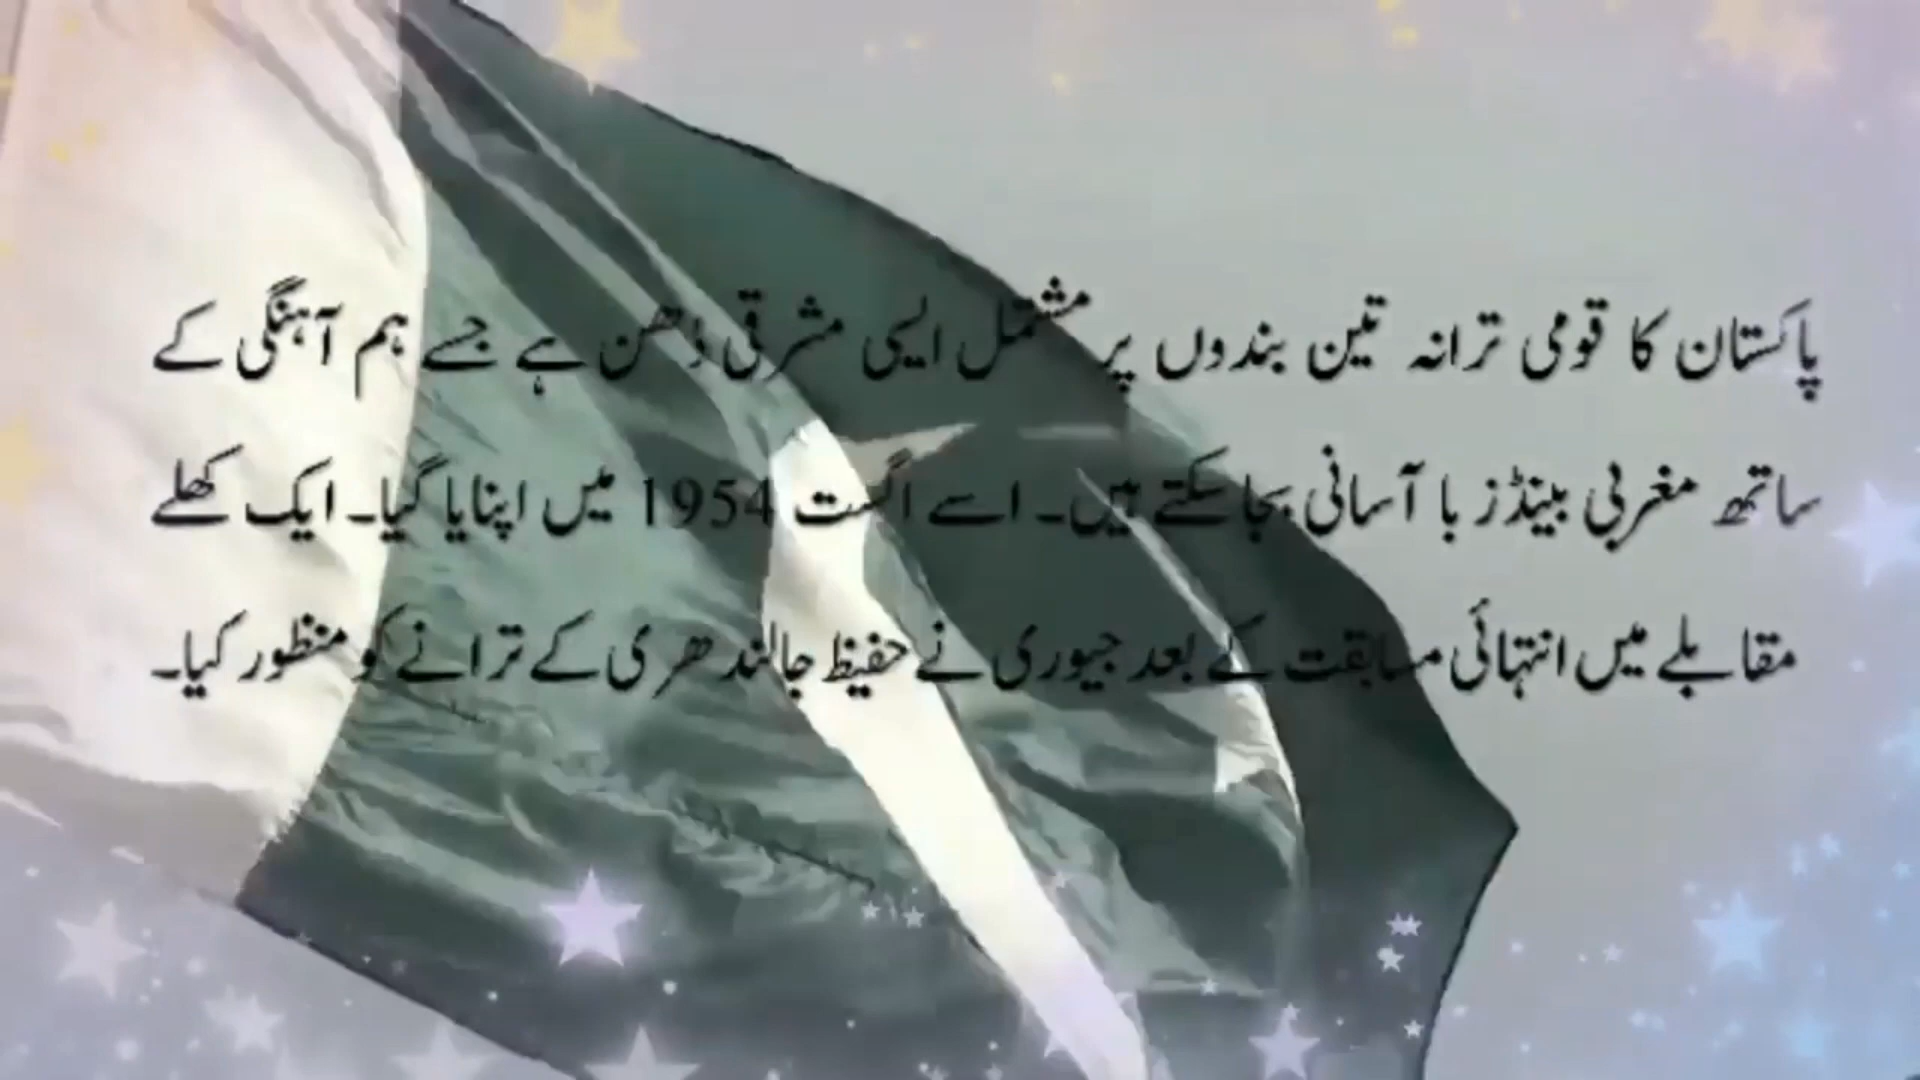 پاکستان کا قومی ترانہ تین بندوں پر مشتمل ایسی مشرقی دُھن ہے جسے ہم آہنگی کے
ساتھ مغربی بینڈز با آسانی بجا سکتے ہیں۔ اسے اگست 1954 میں اپنایا گیا۔ ایک کھلے
مقابلے میں انتہائی مسابقت کے بعد جیوری نے حفیظ جالندھری کے ترانے کو منظور کیا۔